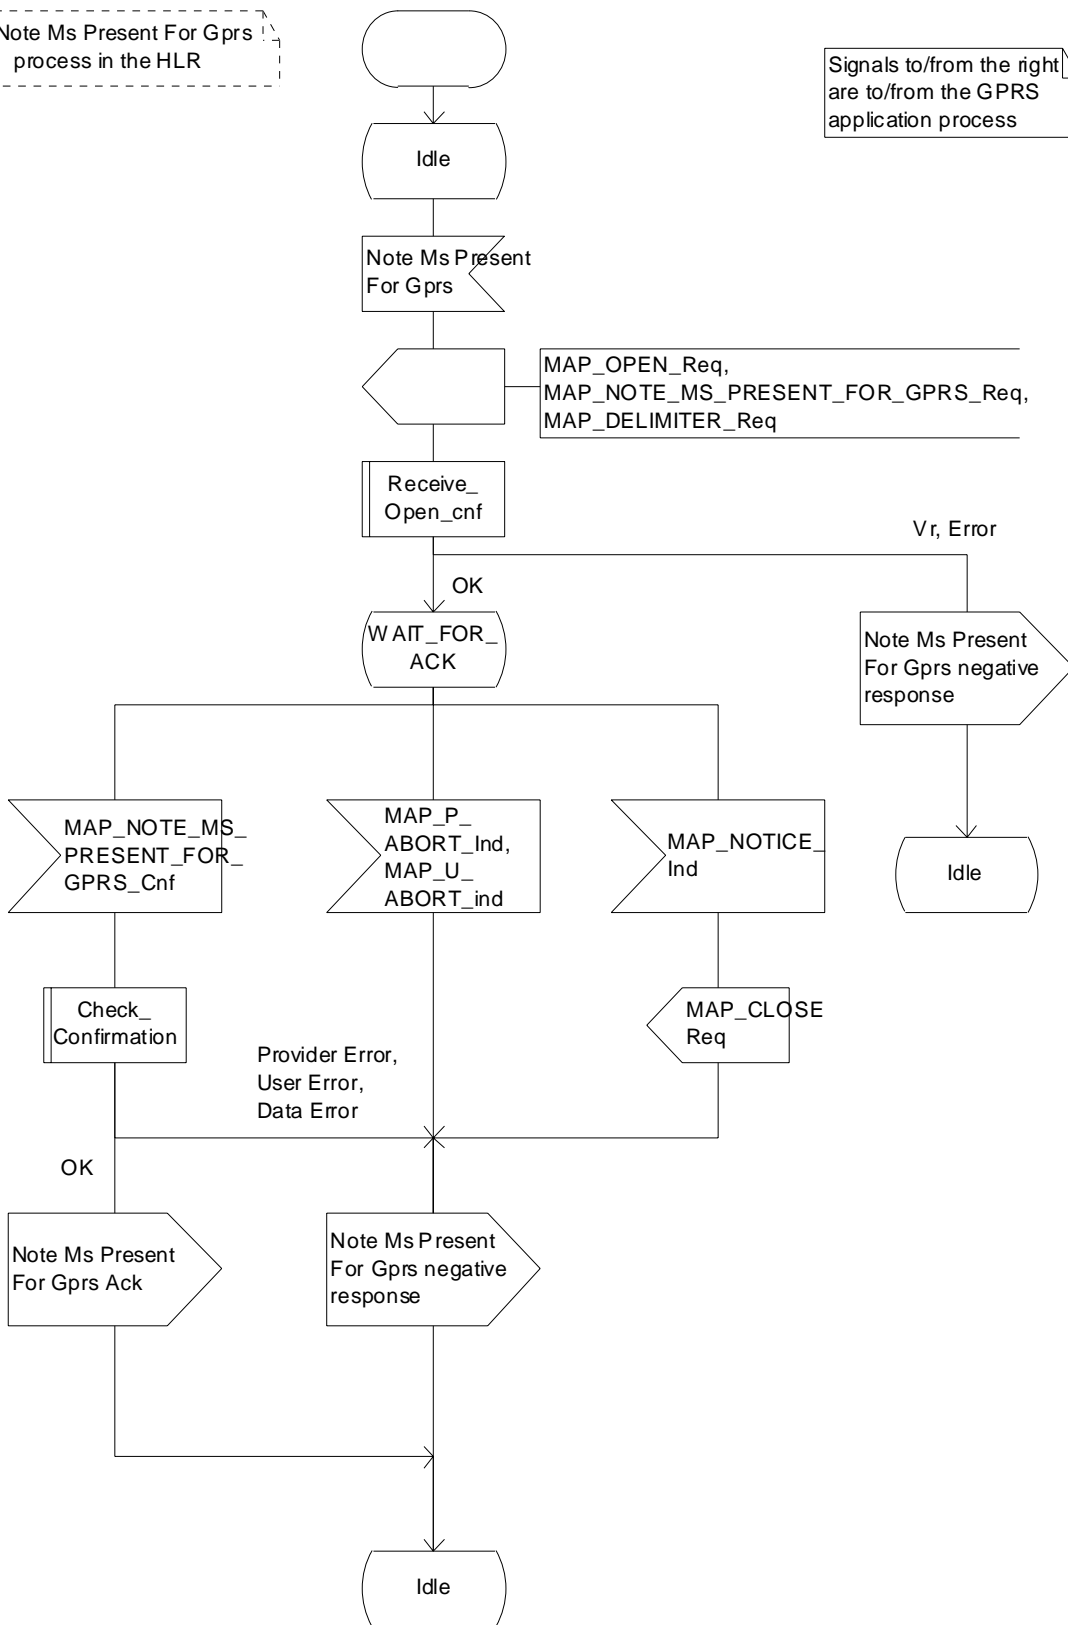 Note Ms Present For Gprs
process in the HLR
Signals to/from the right
are to/from the GPRS
application process
Idle
Note Ms Present
For Gprs
MAP_OPEN_Req,
MAP_NOTE_MS_PRESENT_FOR_GPRS_Req,
MAP_DELIMITER_Req
Receive_
Open_cnf
Vr, Error
OK
WAIT_FOR_
ACK
Note Ms Present
For Gprs negative
response
MAP_NOTE_MS_
PRESENT_FOR_
GPRS_Cnf
MAP_P_
ABORT_Ind,
MAP_U_
ABORT_ind
MAP_NOTICE_
Ind
Idle
Check_
Confirmation
MAP_CLOSE
Req
Provider Error,
User Error,
Data Error
OK
Note Ms Present
For Gprs Ack
Note Ms Present
For Gprs negative
response
Idle